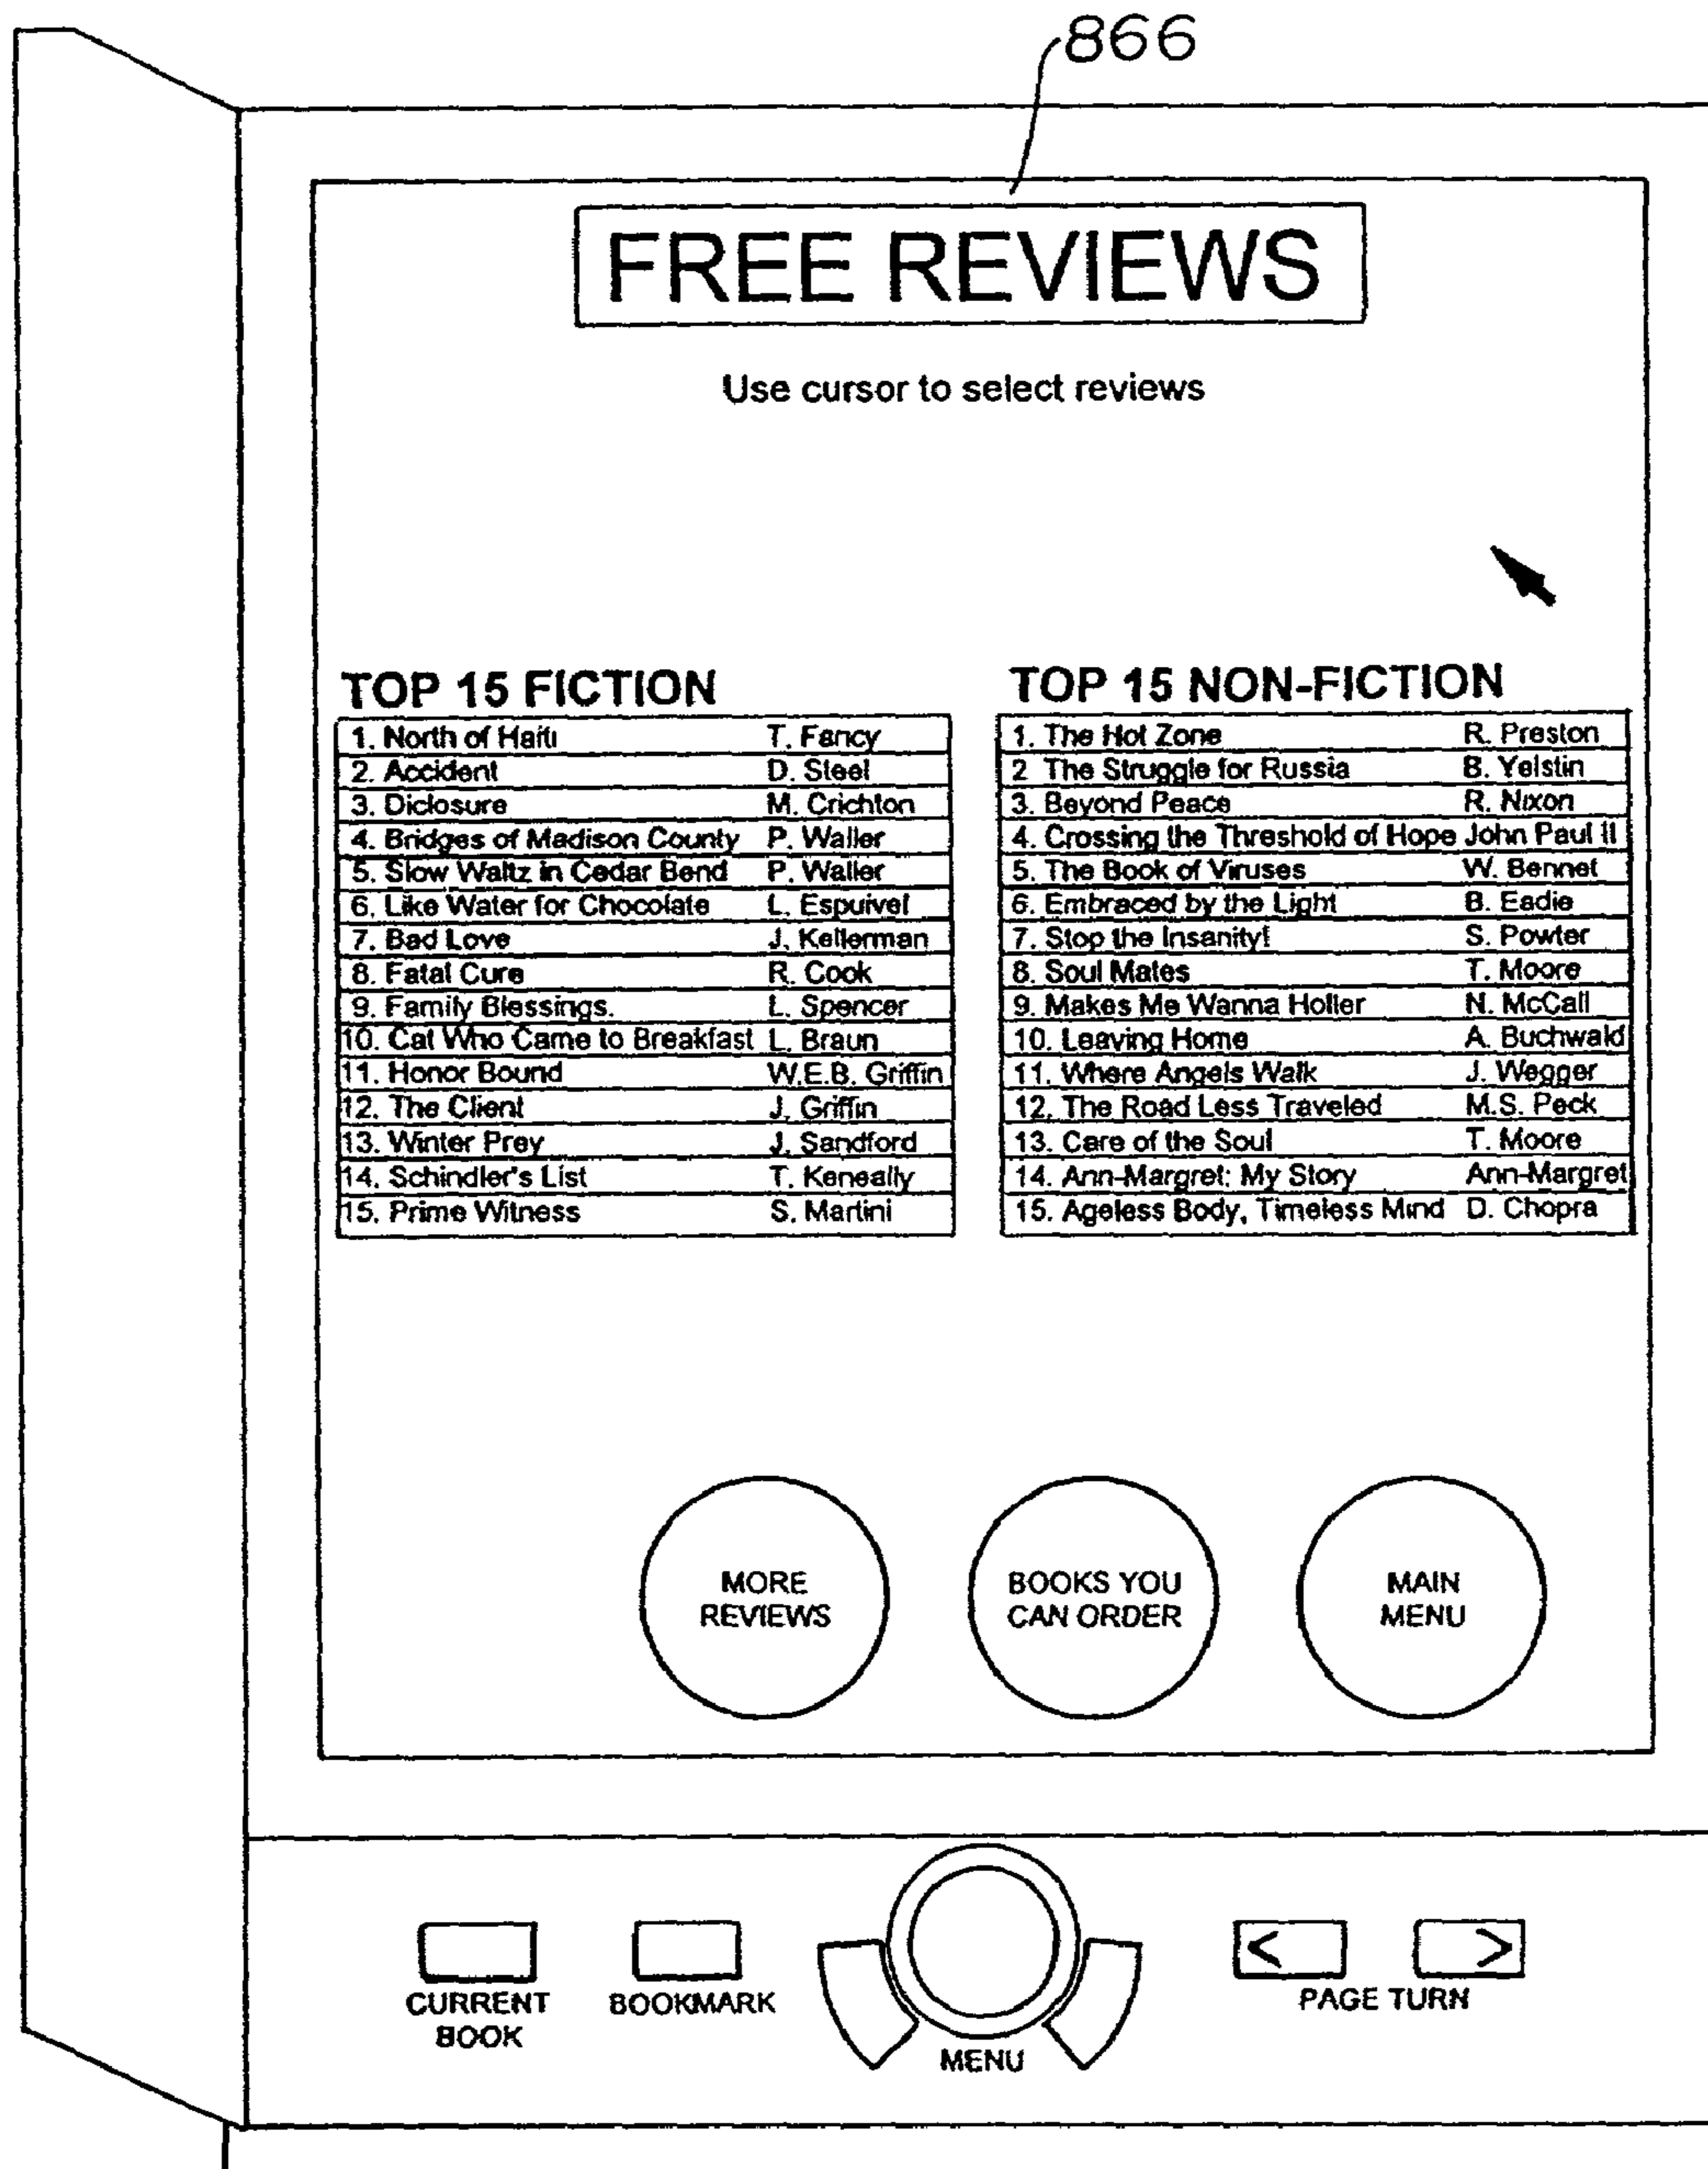 866
FREE REVIEWS
Use cursor to select reviews
TOP 15 FICTION
1. North of Haiti T. Fancy
2. Accident D. Steel
3. Diclosure M. Crichton
4. Bridges of Madison County P. Waller
5. Slow Waltz in Cedar Bend P. Waller
6. Like Water for Chocolate L. Espuivel
7. Bad Love J. Kellerman
8. Fatal Cure R. Cook
9. Family Blessings. L. Spencer
10. Cat Who Came to Breakfast L. Braun
11. Honor Bound W.E.B. Griffin
12. The Client J. Griffin
13. Winter Prey J. Sandford
14. Schindler's List T. Keneally
15. Prime Witness S. Martini
TOP 15 NON-FICTION
1. The Hot Zone R. Preston
2 The Struggle for Russia B. Yelstin
3. Beyond Peace R. Nixon
4. Crossing the Threshold of Hope John Paul II
5. The Book of Viruses W. Bennet
6. Embraced by the Light B. Eadie
7. Stop the Insanity! S. Powter
8. Soul Mates T. Moore
9. Makes Me Wanna Holler N. McCall
10. Leaving Home A. Buchwald
11. Where Angels Walk J. Wegger
12. The Road Less Traveled M.S. Peck
13. Care of the Soul T. Moore
14. Ann-Margret: My Story Ann-Margret
15. Ageless Body, Timeless Mind D. Chopra
MORE
REVIEWS
BOOKS YOU
CAN ORDER
MAIN
MENU
CURRENT
BOOK
BOOKMARK
MENU
< >
PAGE TURN